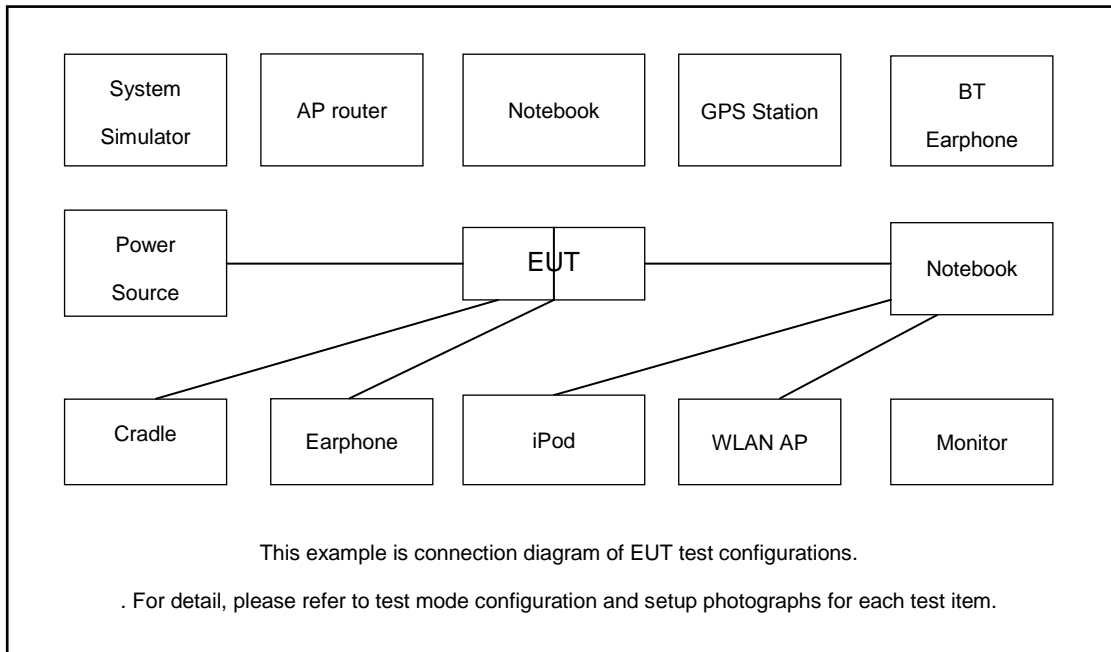 System
Simulator
AP router
Notebook
GPS Station
BT
Earphone
Power
Source
EUT
Notebook
Cradle
Earphone
iPod
WLAN AP
Monitor
This example is connection diagram of EUT test configurations.
. For detail, please refer to test mode configuration and setup photographs for each test item.